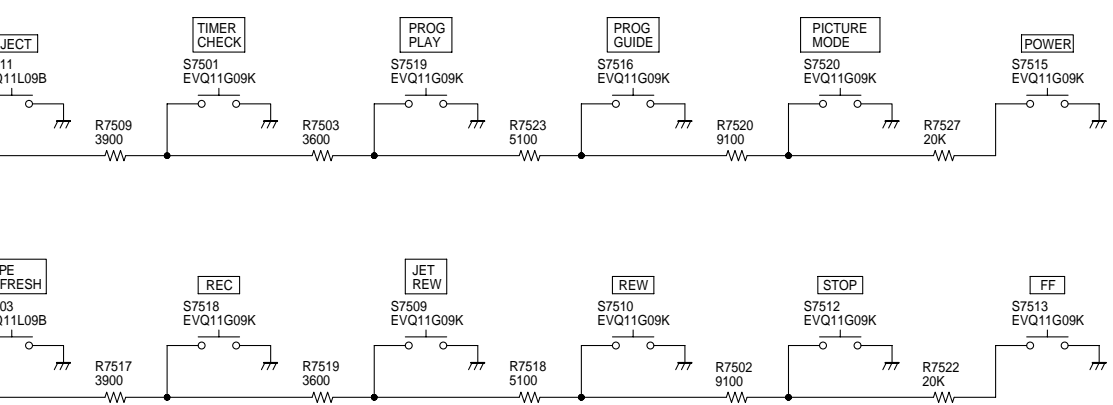 JECT
11
Q11L09B
TIMER
CHECK
S7501
EVQ11G09K
PROG
PLAY
S7519
EVQ11G09K
PROG
GUIDE
S7516
EVQ11G09K
PICTURE
MODE
S7520
EVQ11G09K
POWER
S7515
EVQ11G09K
R7509
3900
R7503
3600
R7523
5100
R7520
9100
R7527
20K
PE
FRESH
03
Q11L09B
REC
S7518
EVQ11G09K
JET
REW
S7509
EVQ11G09K
REW
S7510
EVQ11G09K
STOP
S7512
EVQ11G09K
FF
S7513
EVQ11G09K
R7517
3900
R7519
3600
R7518
5100
R7502
9100
R7522
20K